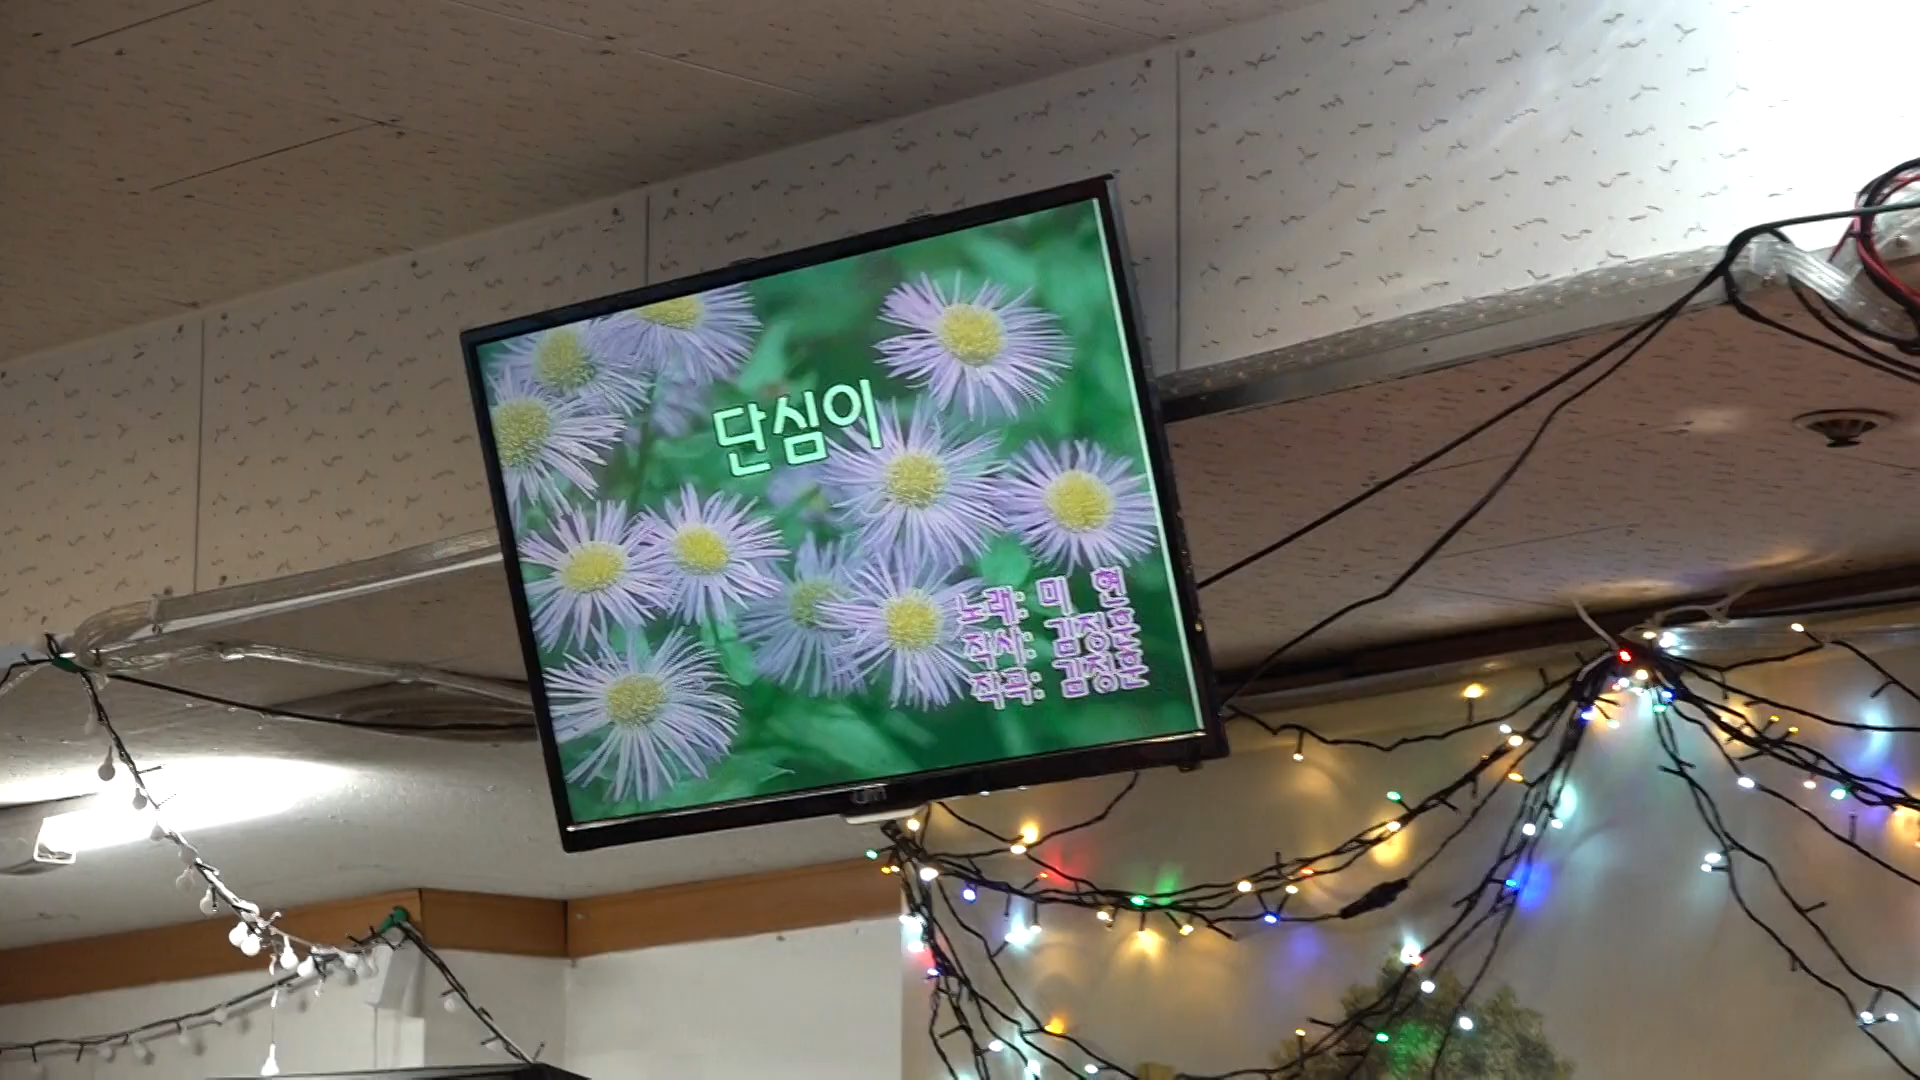 단심이
노래: 미 현
작사: 김정훈
작곡: 김정훈